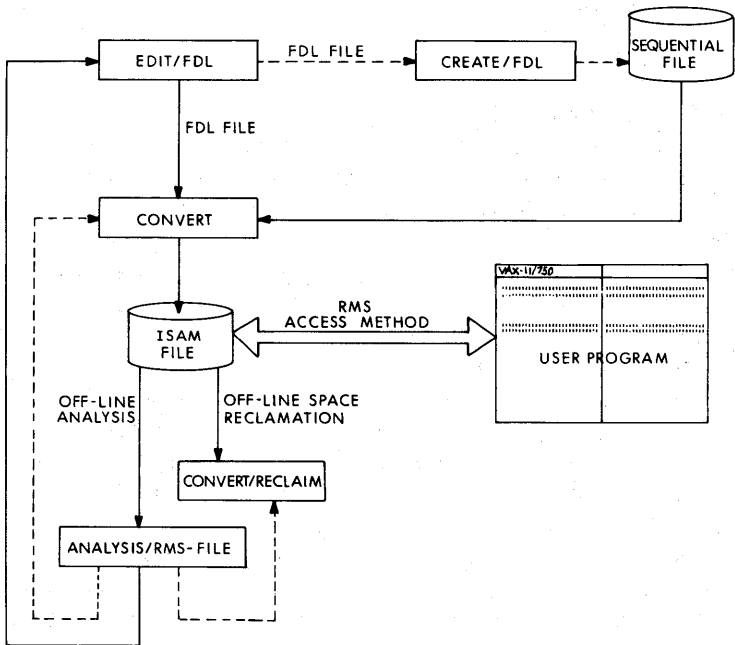 FDL FILE
SEQUENTIAL
FILE
EDIT/FDL
CREATE/FDL
FDL FILE
CONVERT
VAX-11/750
RMS
ACCESS METHOD
ISAM
FILE
USER PROGRAM
OFF-LINE
ANALYSIS
OFF-LINE SPACE
RECLAMATION
CONVERT/RECLAIM
ANALYSIS/RMS-FILE